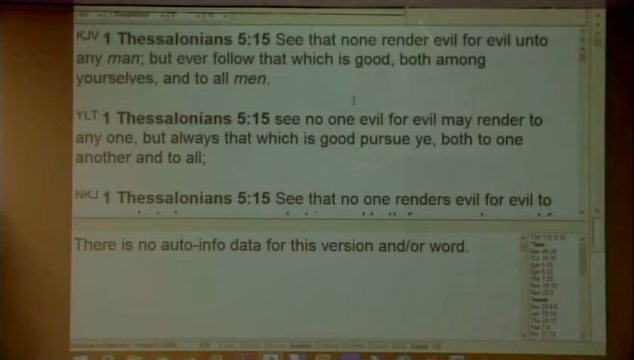 KJV 1 Thessalonians 5:15 See that none render evil for evil unto
any man; but ever follow that which is good, both among
yourselves, and to all men.
YLT 1 Thessalonians 5:15 see no one evil for evil may render to
any one, but always that which is good pursue ye, both to one
another and to all;
NKJ 1 Thessalonians 5:15 See that no one renders evil for evil to
There is no auto-info data for this version and/or word.